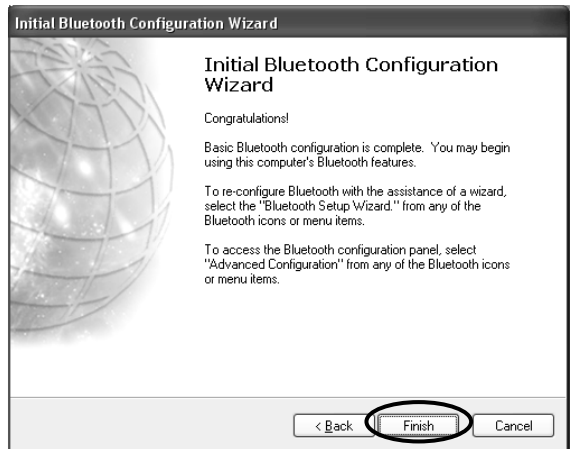 Initial Bluetooth Configuration Wizard
Initial Bluetooth Configuration
Wizard
Congratulations!
Basic Bluetooth configuration is complete.  You may begin
using this computer's Bluetooth features.
To re-configure Bluetooth with the assistance of a wizard,
select the "Bluetooth Setup Wizard." from any of the
Bluetooth icons or menu items.
To access the Bluetooth configuration panel, select
"Advanced Configuration" from any of the Bluetooth icons
or menu items.
< Back
Finish
Cancel